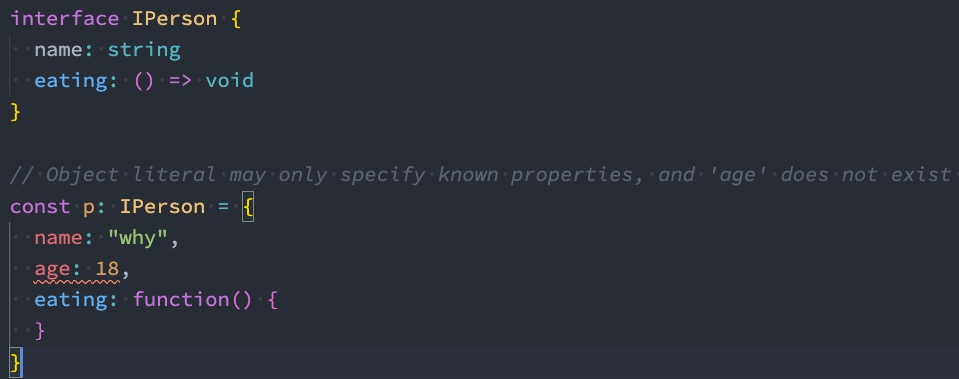 interface IPerson {
  name: string
  eating: () => void
}

// Object literal may only specify known properties, and 'age' does not exist
const p: IPerson = {
  name: "why",
  age: 18,
  eating: function() {
  }
}